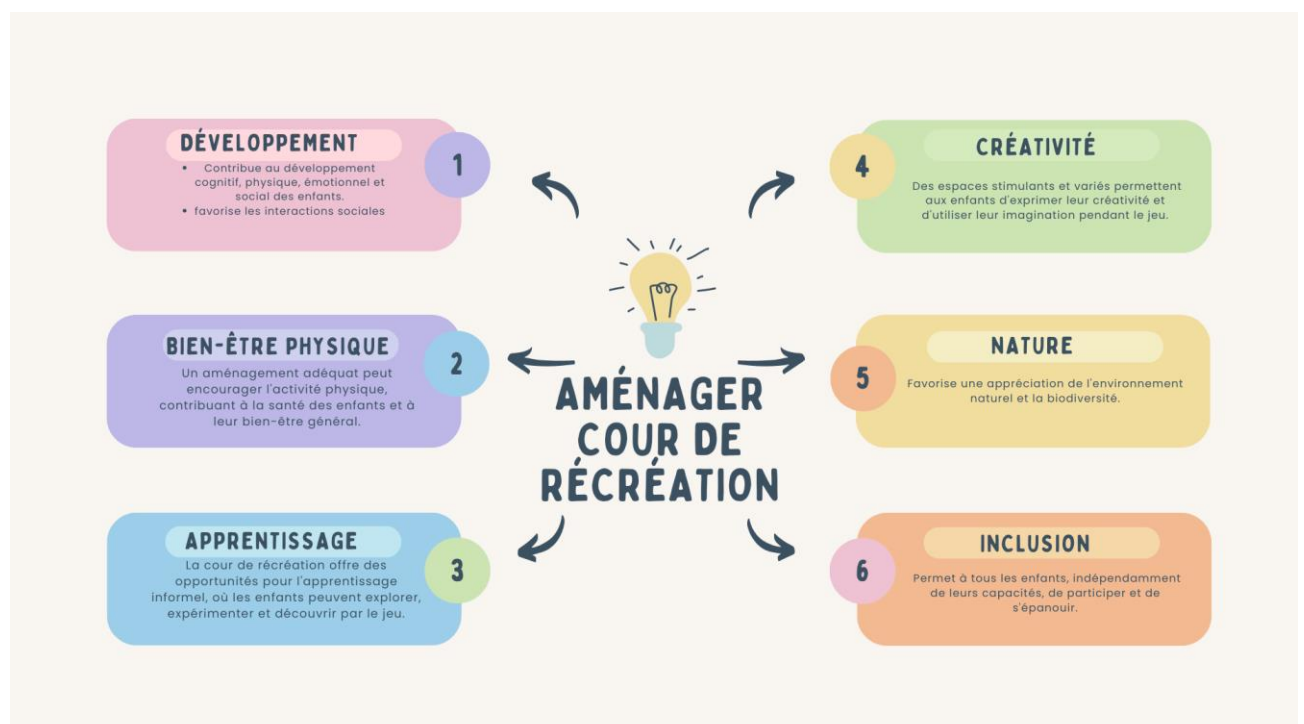 DÉVELOPPEMENT
• Contribue au développement
cognitif, physique, émotionnel et
social des enfants.
• favorise les interactions sociales
1
BIEN-ÊTRE PHYSIQUE
Un aménagement adéquat peut
encourager l'activité physique,
contribuant à la santé des enfants et à
leur bien-être général.
2
APPRENTISSAGE
La cour de récréation offre des
opportunités pour l'apprentissage
informel, où les enfants peuvent explorer,
expérimenter et découvrir par le jeu.
3
AMÉNAGER
COUR DE
RÉCRÉATION
4
CRÉATIVITÉ
Des espaces stimulants et variés permettent
aux enfants d'exprimer leur créativité et
d'utiliser leur imagination pendant le jeu.
5
NATURE
Favorise une appréciation de l'environnement
naturel et la biodiversité.
6
INCLUSION
Permet à tous les enfants, indépendamment
de leurs capacités, de participer et de
s'épanouir.